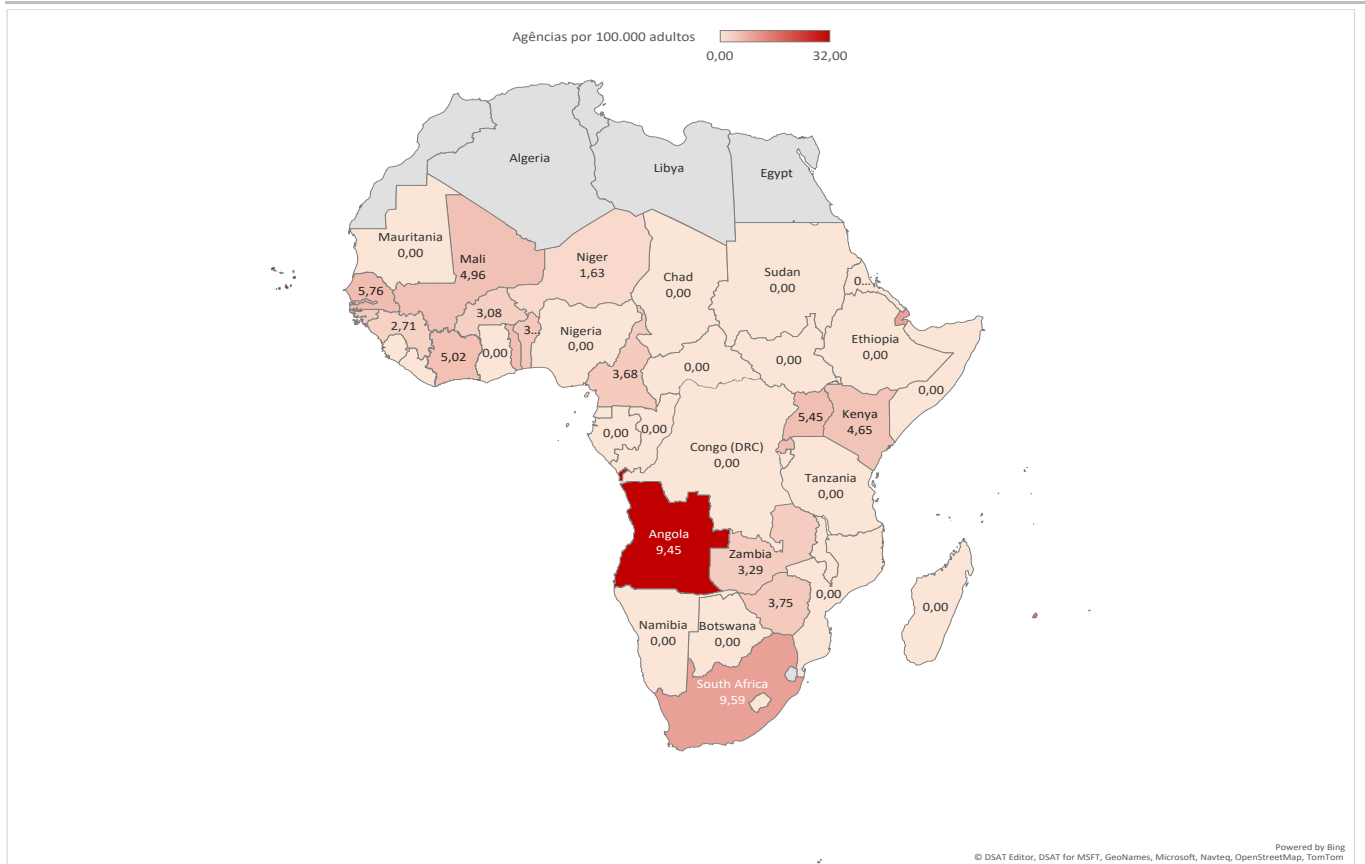 Agências por 100.000 adultos
0,00 32,00
Algeria
Libya
Egypt
Mauritania
0,00
Mali
4,96
Niger
1,63
Chad
0,00
Sudan
0,00
0...
5,76
2,71
3,08
3...
5,02
0,00
Nigeria
0,00
Ethiopia
0,00
0,00
0,00
0,00
3,68
5,45
Kenya
4,65
0,00
0,00
Congo (DRC)
0,00
Tanzania
0,00
Angola
9,45
Zambia
3,29
3,75
0,00
0,00
Namibia
0,00
Botswana
0,00
South Africa
9,59
Powered by Bing
© DSAT Editor, DSAT for MSFT, GeoNames, Microsoft, Navteq, OpenStreetMap, TomTom